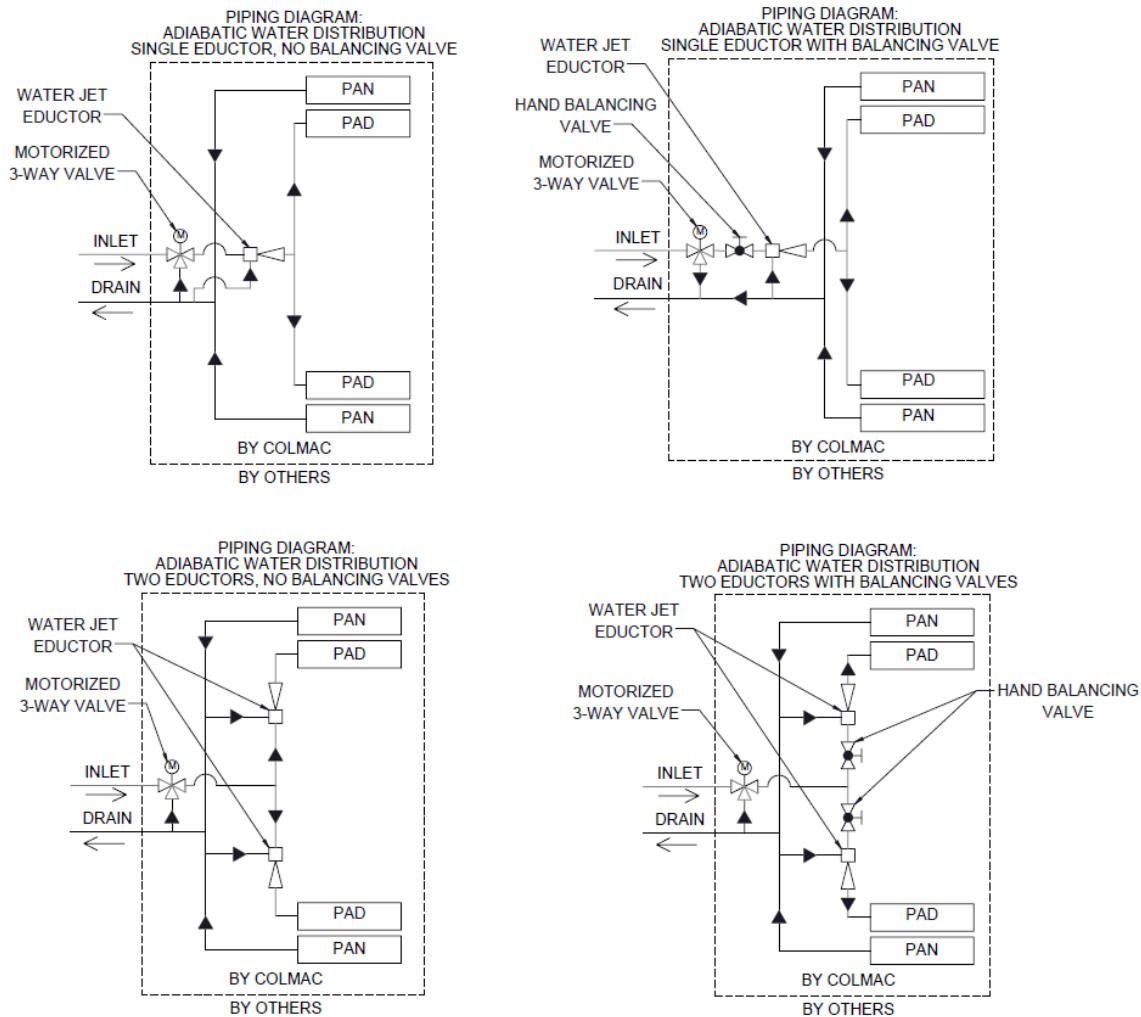 PIPING DIAGRAM:
ADIABATIC WATER DISTRIBUTION
SINGLE EDUCTOR, NO BALANCING VALVE
WATER JET
EDUCTOR
MOTORIZED
3-WAY VALVE
PAN
PAD
M
INLET
DRAIN
PAD
PAN
BY COLMAC
BY OTHERS
PIPING DIAGRAM:
ADIABATIC WATER DISTRIBUTION
SINGLE EDUCTOR WITH BALANCING VALVE
WATER JET
EDUCTOR
HAND BALANCING
VALVE
MOTORIZED
3-WAY VALVE
PAN
PAD
M
INLET
DRAIN
PAD
PAN
BY COLMAC
BY OTHERS
PIPING DIAGRAM:
ADIABATIC WATER DISTRIBUTION
TWO EDUCTORS, NO BALANCING VALVES
WATER JET
EDUCTOR
MOTORIZED
3-WAY VALVE
PAN
PAD
M
INLET
DRAIN
PAD
PAN
BY COLMAC
BY OTHERS
PIPING DIAGRAM:
ADIABATIC WATER DISTRIBUTION
TWO EDUCTORS WITH BALANCING VALVES
WATER JET
EDUCTOR
MOTORIZED
3-WAY VALVE
PAN
PAD
HAND BALANCING
VALVE
M
INLET
DRAIN
PAD
PAN
BY COLMAC
BY OTHERS